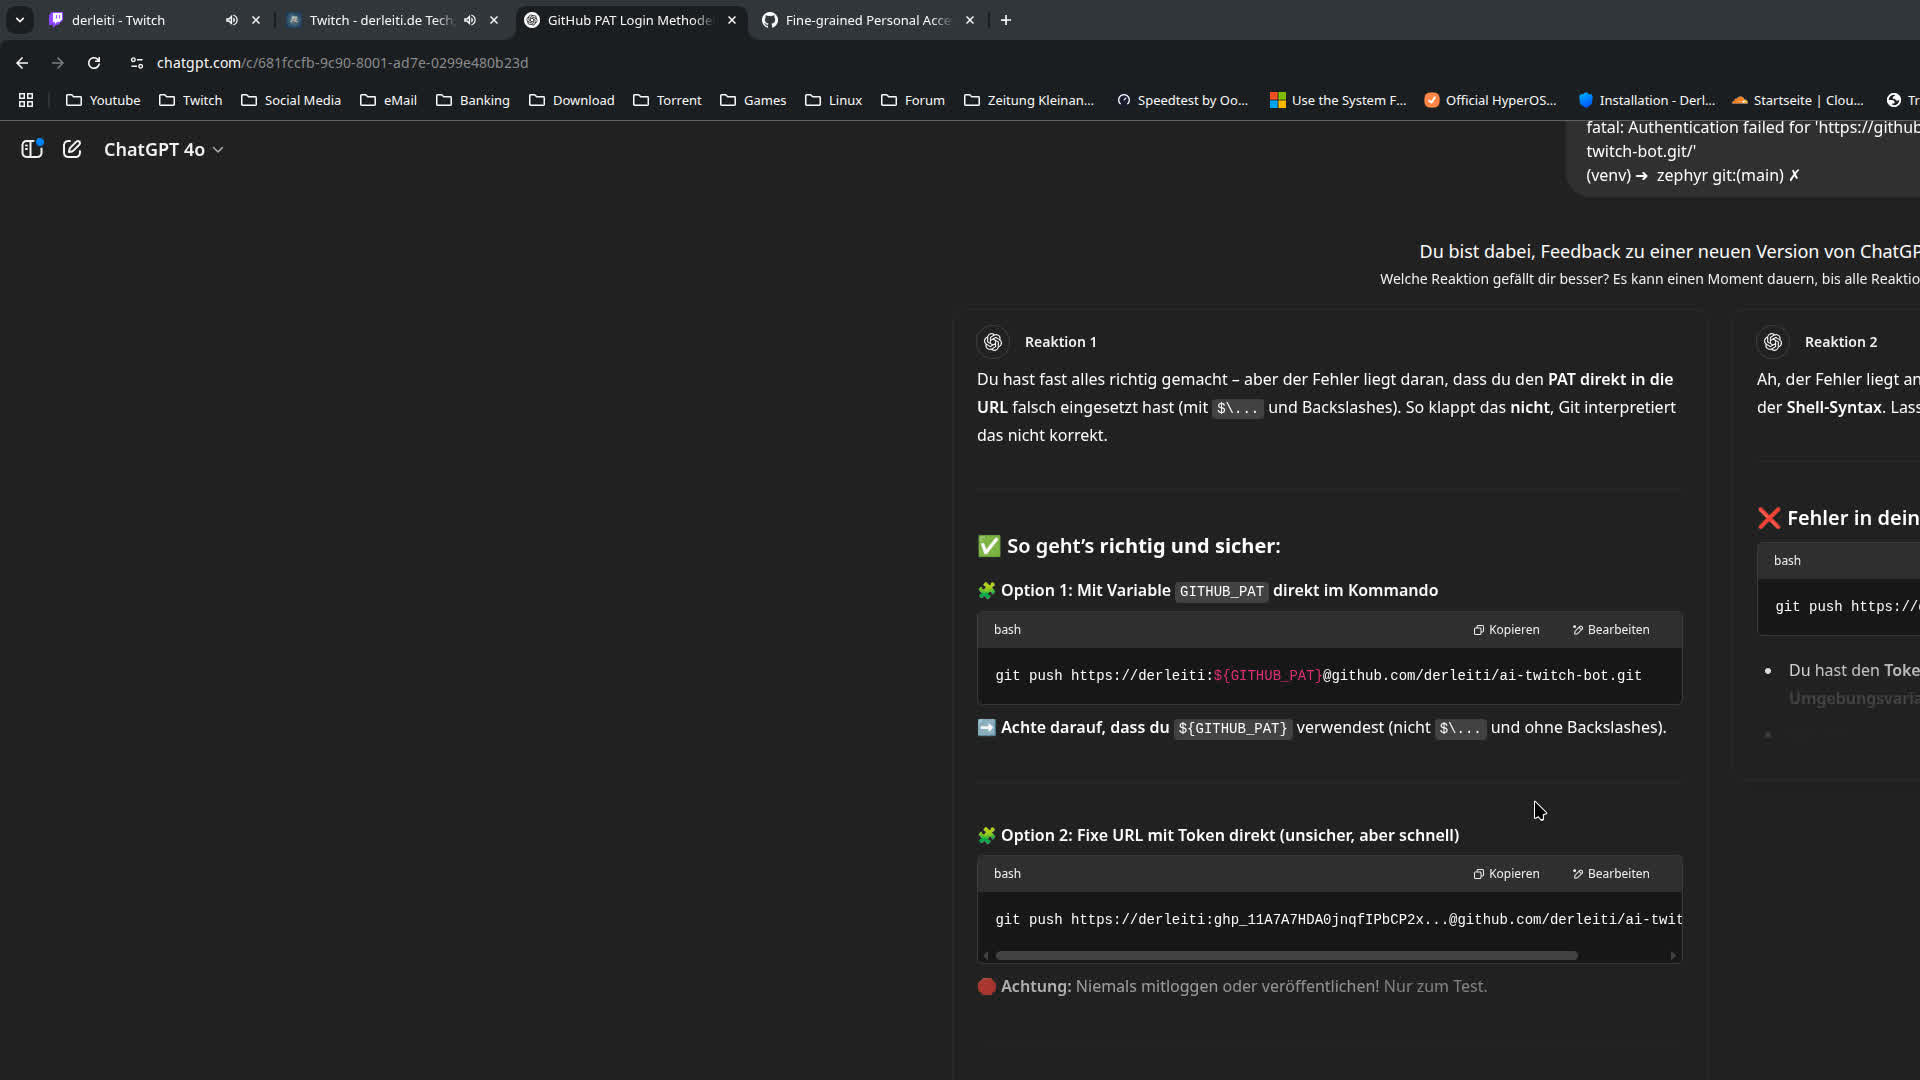 derleiti - Twitch
Twitch - derleiti.de Tech
GitHub PAT Login Methode
Fine-grained Personal Acce
chatgpt.com/c/681fccfb-9c90-8001-ad7e-0299e480b23d
Youtube
Twitch
Social Media
eMail
Banking
Download
Torrent
Games
Linux
Forum
Zeitung Kleinan...
Speedtest by Oo...
Use the System F...
Official HyperOS...
Installation - Derl...
Startseite | Clou...
Tr
ChatGPT 4o
fatal: Authentication failed for 'https://github
twitch-bot.git/'
(venv) ➜ zephyr git:(main) ✗
Du bist dabei, Feedback zu einer neuen Version von ChatGP
Welche Reaktion gefällt dir besser? Es kann einen Moment dauern, bis alle Reaktio
Reaktion 1
Du hast fast alles richtig gemacht – aber der Fehler liegt daran, dass du den PAT direkt in die
URL falsch eingesetzt hast (mit $\... und Backslashes). So klappt das nicht, Git interpretiert
das nicht korrekt.
✅ So geht’s richtig und sicher:
🧩 Option 1: Mit Variable GITHUB_PAT direkt im Kommando
bash
Kopieren
Bearbeiten
git push https://derleiti:${GITHUB_PAT}@github.com/derleiti/ai-twitch-bot.git
➡️ Achte darauf, dass du ${GITHUB_PAT} verwendest (nicht $\... und ohne Backslashes).
🧩 Option 2: Fixe URL mit Token direkt (unsicher, aber schnell)
bash
Kopieren
Bearbeiten
git push https://derleiti:ghp_11A7A7HDA0jnqfIPbCP2x...@github.com/derleiti/ai-twit
🛑 Achtung: Niemals mitloggen oder veröffentlichen! Nur zum Test.
Reaktion 2
Ah, der Fehler liegt an
der Shell-Syntax. Lass
❌ Fehler in dein
bash
git push https://
• Du hast den Toke
Umgebungsvaria